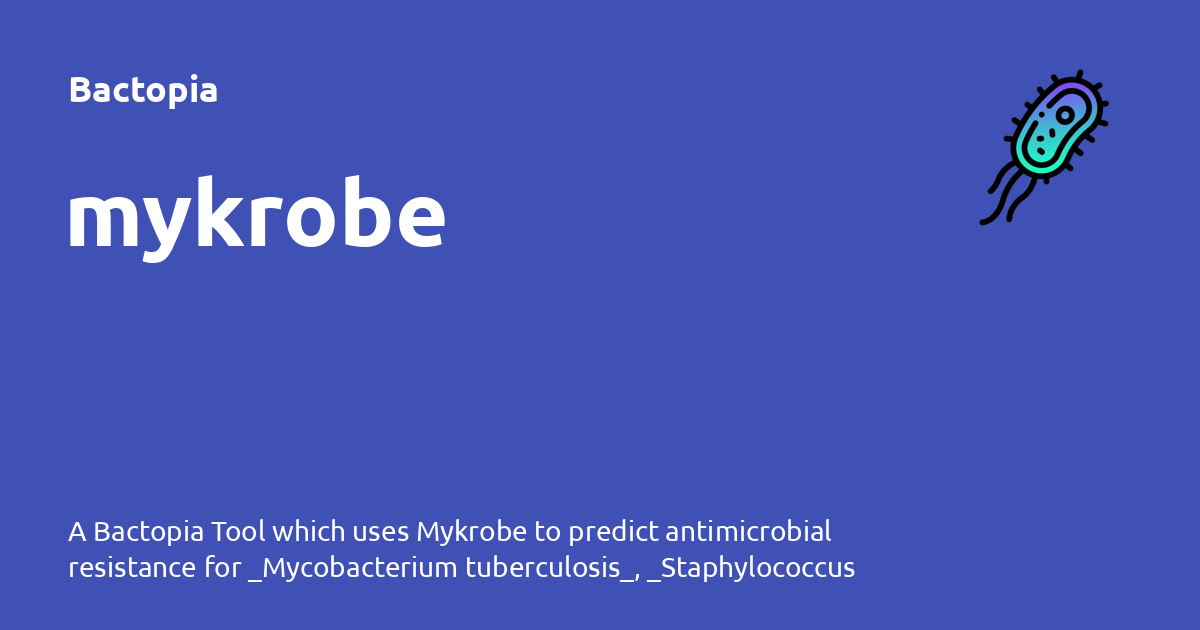 Bactopia
mykrobe
A Bactopia Tool which uses Mykrobe to predict antimicrobial
resistance for _Mycobacterium tuberculosis_, _Staphylococcus